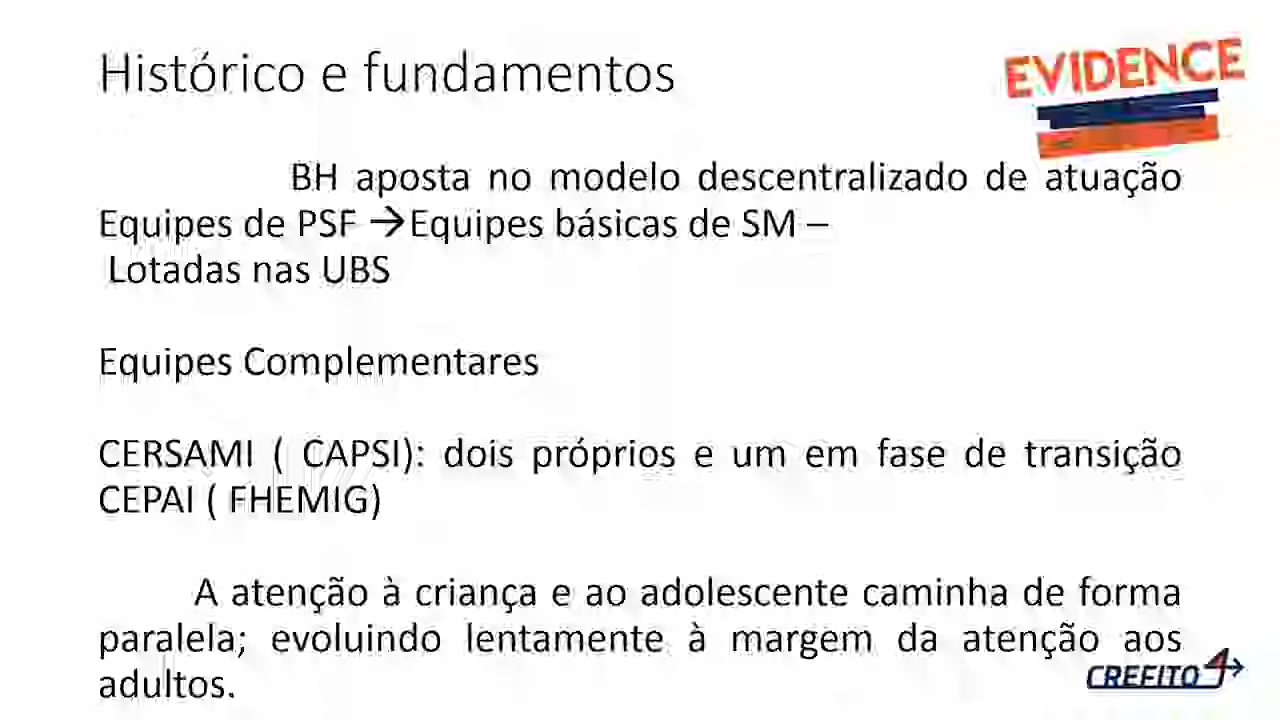 Histórico e fundamentos
EVIDENCE
BH aposta no modelo descentralizado de atuação
Equipes de PSF →Equipes básicas de SM –
Lotadas nas UBS
Equipes Complementares
CERSAMI ( CAPSI): dois próprios e um em fase de transição
CEPAI ( FHEMIG)
A atenção à criança e ao adolescente caminha de forma
paralela; evoluindo lentamente à margem da atenção aos
adultos.
CREFITO4